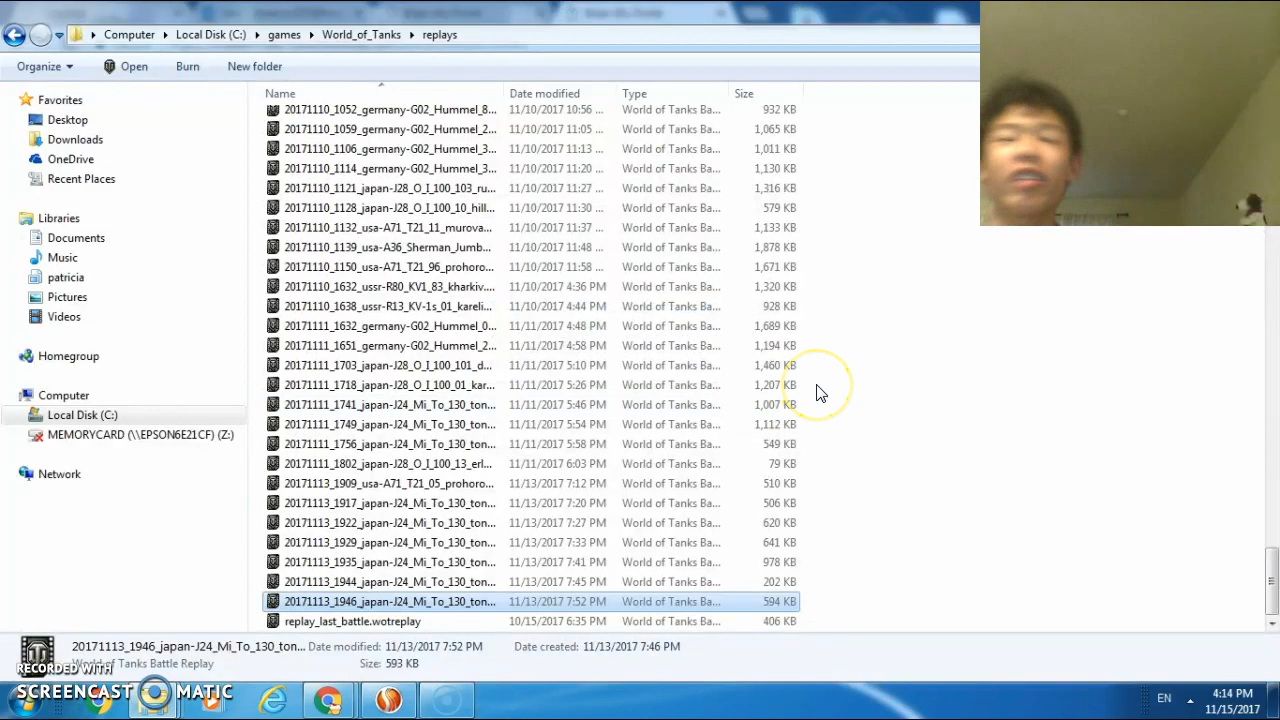 Computer Local Disk (C:) games World_of_Tanks replays
Organize Open Burn New folder
Name Date modified Type Size
Favorites
Desktop
Downloads
OneDrive
Recent Places
Libraries
Documents
Music
patricia
Pictures
Videos
Homegroup
Computer
Local Disk (C:)
MEMORYCARD (\\EPSON6E21CF) (Z:)
Network
20171110_1052_germany-G02_Hummel_8... 11/10/2017 10:56 ... World of Tanks Ba... 932 KB
20171110_1059_germany-G02_Hummel_2... 11/10/2017 11:05 ... World of Tanks Ba... 1,065 KB
20171110_1106_germany-G02_Hummel_3... 11/10/2017 11:13 ... World of Tanks Ba... 1,011 KB
20171110_1114_germany-G02_Hummel_3... 11/10/2017 11:20 ... World of Tanks Ba... 1,130 KB
20171110_1121_japan-J28_O_I_100_103_ru... 11/10/2017 11:27 ... World of Tanks Ba... 1,316 KB
20171110_1128_japan-J28_O_I_100_10_hill... 11/10/2017 11:30 ... World of Tanks Ba... 579 KB
20171110_1132_usa-A71_T21_11_murova... 11/10/2017 11:37 ... World of Tanks Ba... 1,133 KB
20171110_1139_usa-A36_Sherman_Jumb... 11/10/2017 11:48 ... World of Tanks Ba... 1,878 KB
20171110_1150_usa-A71_T21_96_prohoro... 11/10/2017 11:58 ... World of Tanks Ba... 1,671 KB
20171110_1632_ussr-R80_KV1_83_kharkiv.... 11/10/2017 4:36 PM World of Tanks Ba... 1,320 KB
20171110_1638_ussr-R13_KV-1s_01_kareli... 11/10/2017 4:44 PM World of Tanks Ba... 928 KB
20171111_1632_germany-G02_Hummel_0... 11/11/2017 4:48 PM World of Tanks Ba... 1,689 KB
20171111_1651_germany-G02_Hummel_2... 11/11/2017 4:58 PM World of Tanks Ba... 1,194 KB
20171111_1703_japan-J28_O_I_100_101_d... 11/11/2017 5:10 PM World of Tanks Ba... 1,460 KB
20171111_1718_japan-J28_O_I_100_01_kar... 11/11/2017 5:26 PM World of Tanks Ba... 1,207 KB
20171111_1741_japan-J24_Mi_To_130_ton... 11/11/2017 5:46 PM World of Tanks Ba... 1,007 KB
20171111_1749_japan-J24_Mi_To_130_ton... 11/11/2017 5:54 PM World of Tanks Ba... 1,112 KB
20171111_1756_japan-J24_Mi_To_130_ton... 11/11/2017 5:58 PM World of Tanks Ba... 549 KB
20171111_1802_japan-J28_O_I_100_13_erl... 11/11/2017 6:03 PM World of Tanks Ba... 79 KB
20171113_1909_usa-A71_T21_05_prohoro... 11/13/2017 7:12 PM World of Tanks Ba... 510 KB
20171113_1917_japan-J24_Mi_To_130_ton... 11/13/2017 7:20 PM World of Tanks Ba... 506 KB
20171113_1922_japan-J24_Mi_To_130_ton... 11/13/2017 7:27 PM World of Tanks Ba... 620 KB
20171113_1929_japan-J24_Mi_To_130_ton... 11/13/2017 7:33 PM World of Tanks Ba... 641 KB
20171113_1935_japan-J24_Mi_To_130_ton... 11/13/2017 7:41 PM World of Tanks Ba... 978 KB
20171113_1944_japan-J24_Mi_To_130_ton... 11/13/2017 7:45 PM World of Tanks Ba... 202 KB
20171113_1946_japan-J24_Mi_To_130_ton... 11/13/2017 7:52 PM World of Tanks Ba... 594 KB
replay_last_battle.wotreplay 10/15/2017 6:35 PM World of Tanks Ba... 406 KB
20171113_1946_japan-J24_Mi_To_130_ton... Date modified: 11/13/2017 7:52 PM Date created: 11/13/2017 7:46 PM
World of Tanks Battle Replay Size: 593 KB
RECORDED WITH
SCREENCAST MATIC
EN 4:14 PM
11/15/2017